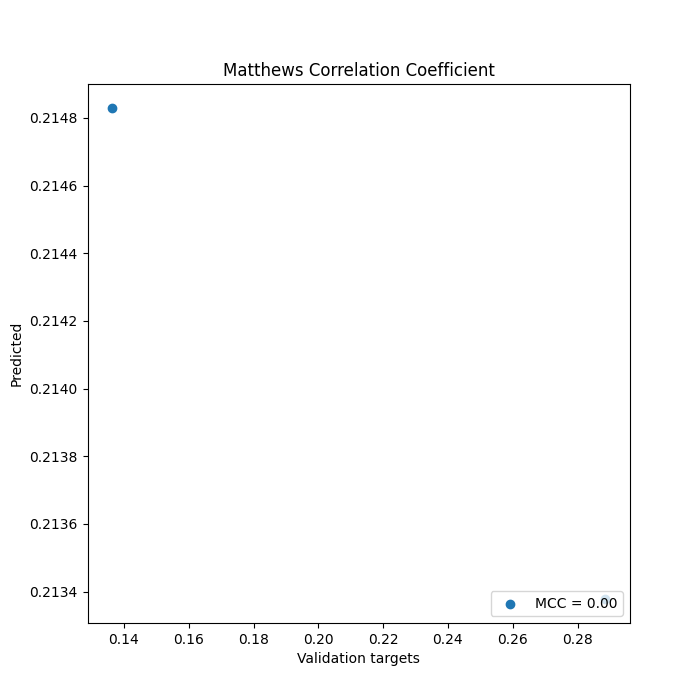 Matthews Correlation Coefficient
0.2148
0.2146
0.2144
0.2142
0.2140
0.2138
0.2136
0.2134
Predicted
MCC = 0.00
0.14 0.16 0.18 0.20 0.22 0.24 0.26 0.28
Validation targets